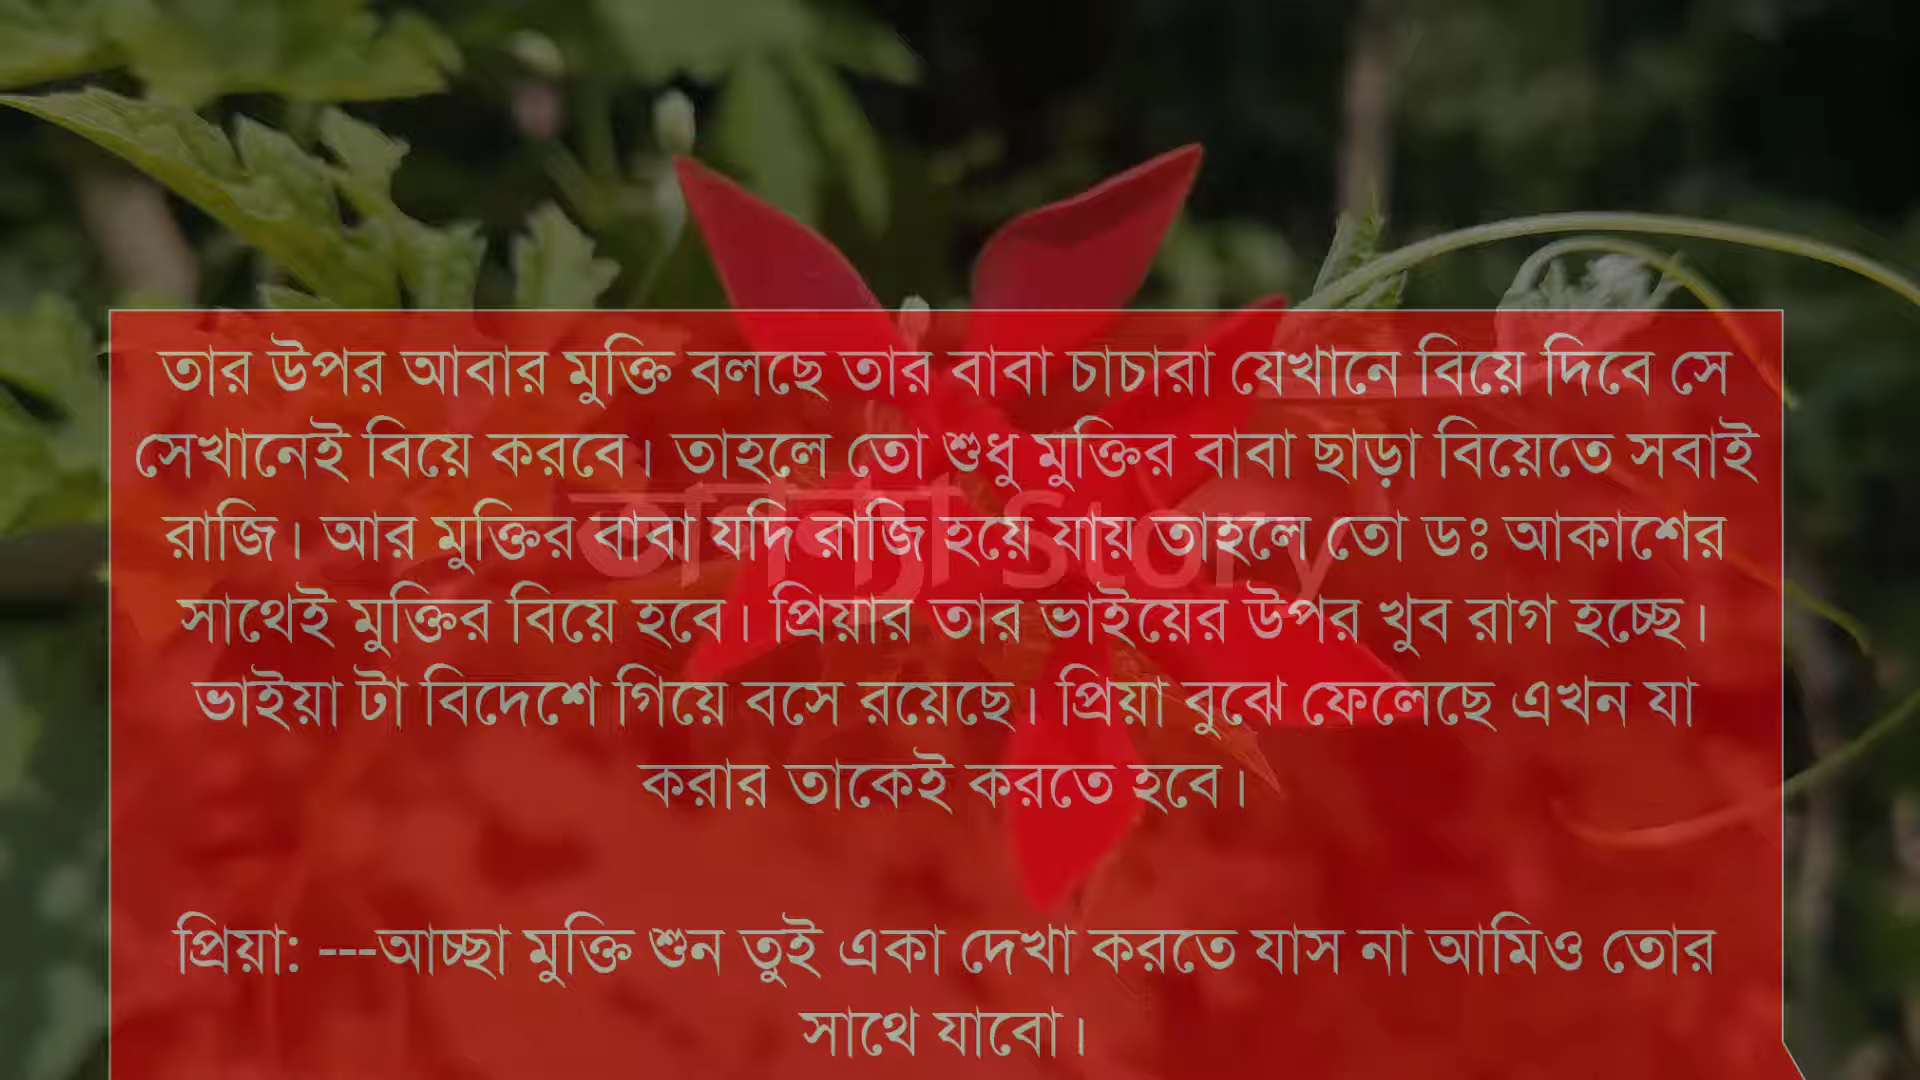 তার উপর আবার মুক্তি বলছে তার বাবা চাচারা যেখানে বিয়ে দিবে সে
সেখানেই বিয়ে করবে। তাহলে তো শুধু মুক্তির বাবা ছাড়া বিয়েতে সবাই
রাজি। আর মুক্তির বাবা যদি রাজি হয়ে যায় তাহলে তো ডঃ আকাশের
সাথেই মুক্তির বিয়ে হবে। প্রিয়ার তার ভাইয়ের উপর খুব রাগ হচ্ছে।
ভাইয়া টা বিদেশে গিয়ে বসে রয়েছে। প্রিয়া বুঝে ফেলেছে এখন যা
করার তাকেই করতে হবে।
প্রিয়া: ---আচ্ছা মুক্তি শুন তুই একা দেখা করতে যাস না আমিও তোর
সাথে যাবো।
Story